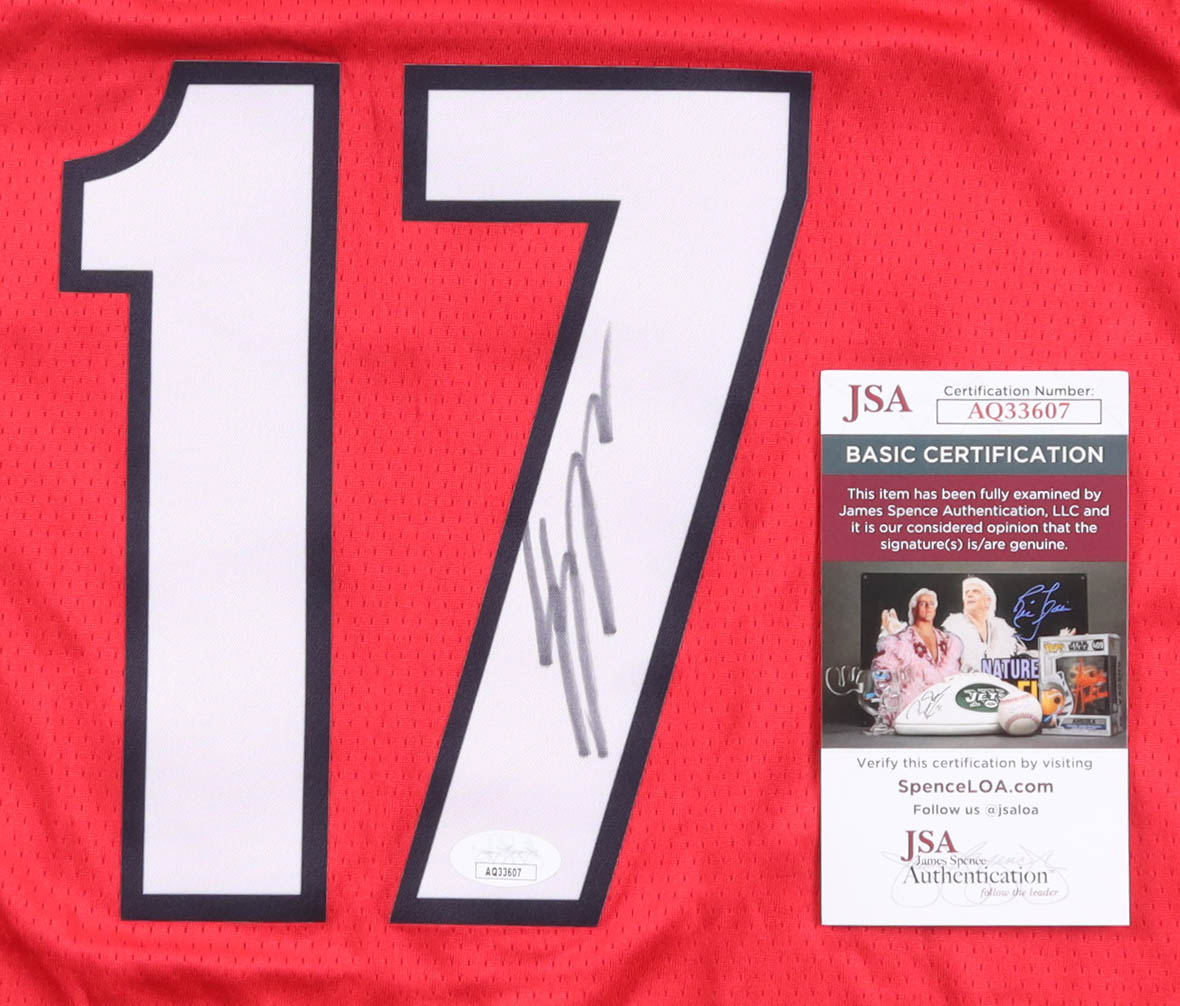 17
AQ33607
JSA
Certification Number:
AQ33607
BASIC CERTIFICATION
This item has been fully examined by
James Spence Authentication, LLC and
it is our considered opinion that the
signature(s) is/are genuine.
NATURE
JETS
Verify this certification by visiting
SpenceLOA.com
Follow us @jsaloa
JSA
James Spence
Authentication™
follow the leader